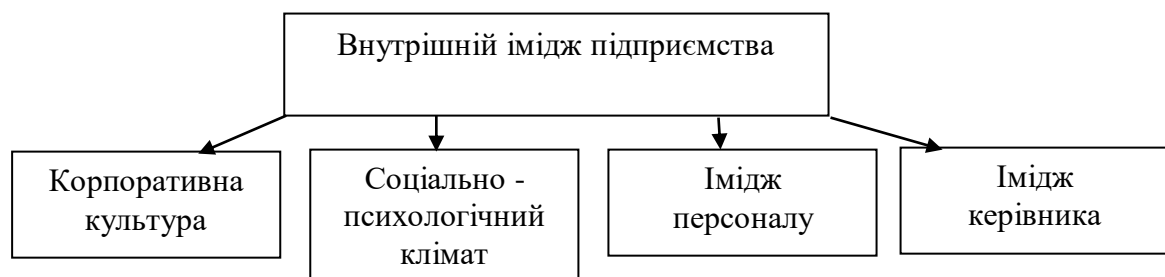 Внутрішній імідж підприємства
Корпоративна
культура
Соціально -
психологічний
клімат
Імідж
персоналу
Імідж
керівника